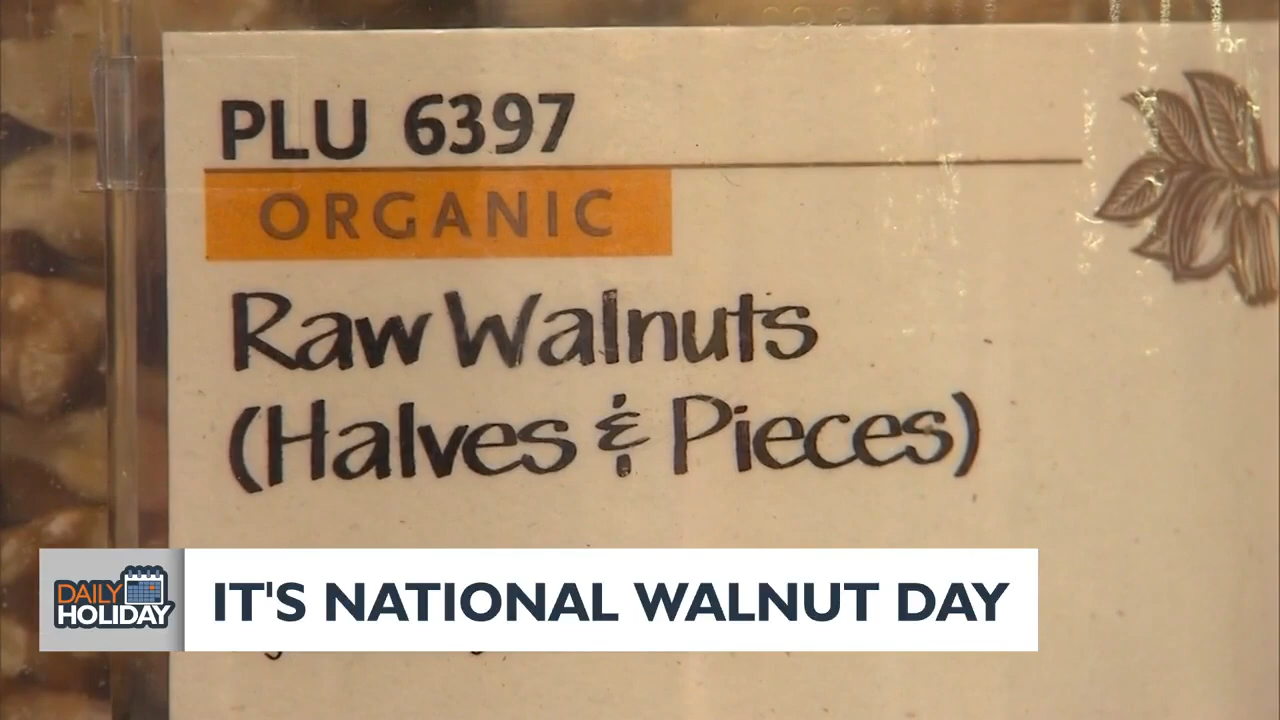 PLU 6397
ORGANIC
Raw Walnuts
(Halves & Pieces)
DAILY
HOLIDAY
IT'S NATIONAL WALNUT DAY